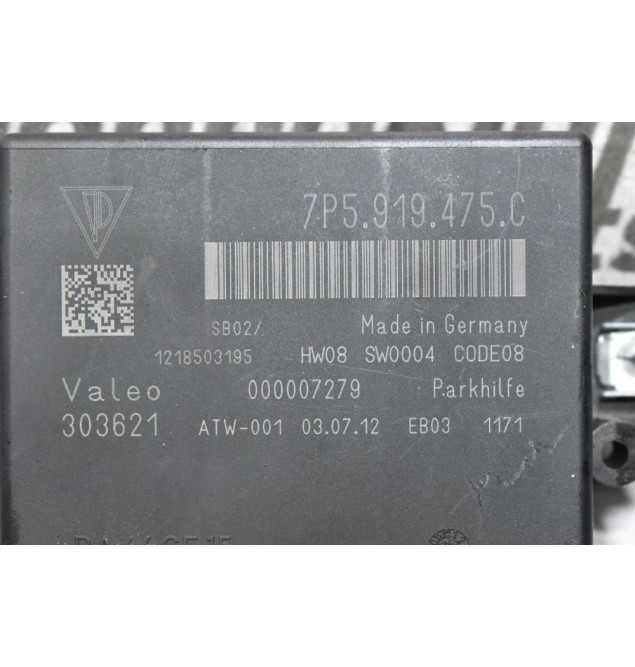 7P5.919.475.C
SB02/. Made in Germany
1218503195 HW08 SW0004 CODE08
Valeo 000007279 Parkhilfe
303621 ATW-001 03.07.12 EB03 1171